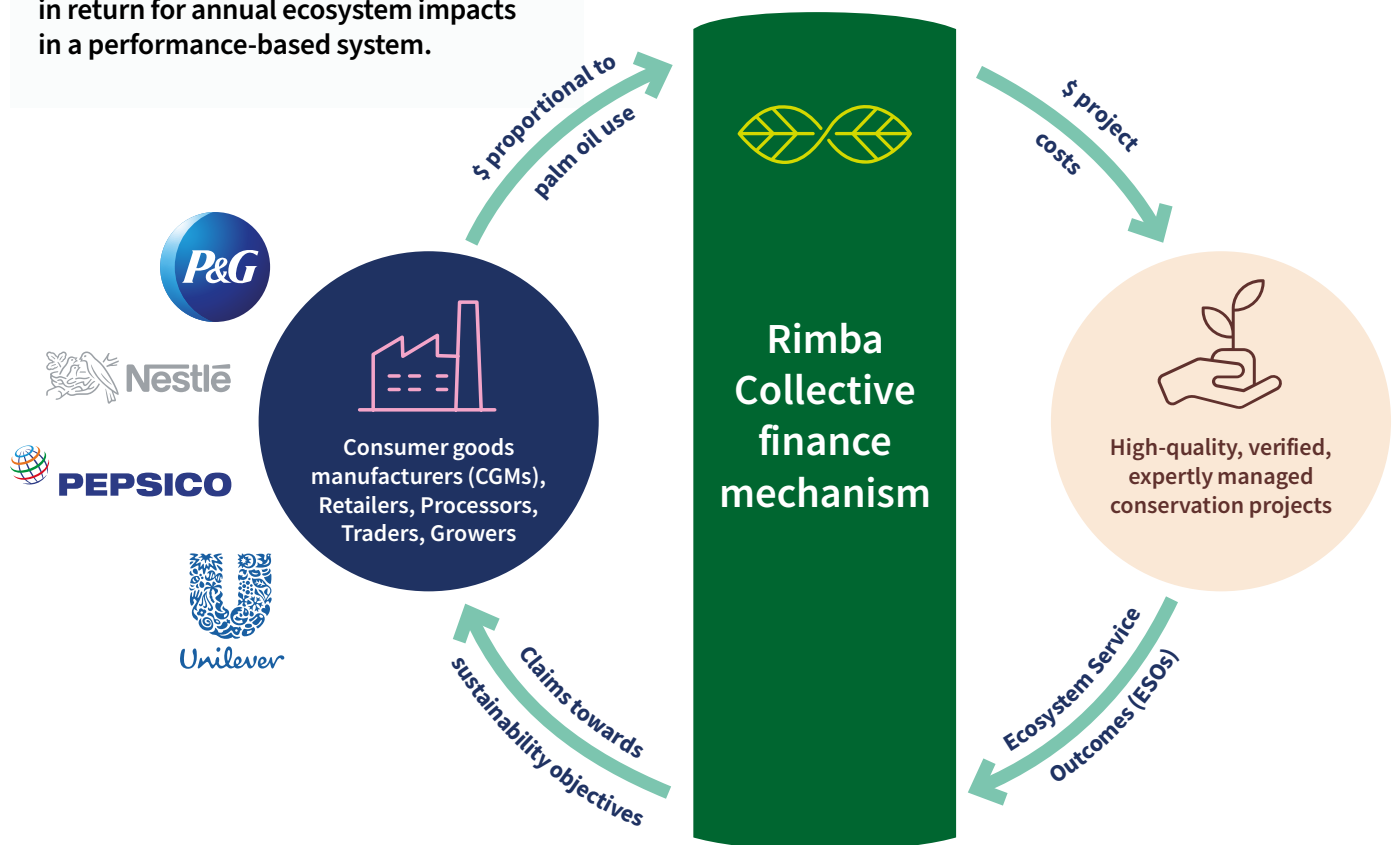 in return for annual ecosystem impacts
in a performance-based system.
$ proportional to
palm oil use
$ project
costs
P&G
Nestlé
PEPSICO
Unilever
Consumer goods
manufacturers (CGMs),
Retailers, Processors,
Traders, Growers
Rimba
Collective
finance
mechanism
High-quality, verified,
expertly managed
conservation projects
Claims towards
sustainability objectives
Ecosystem Service
Outcomes (ESOs)